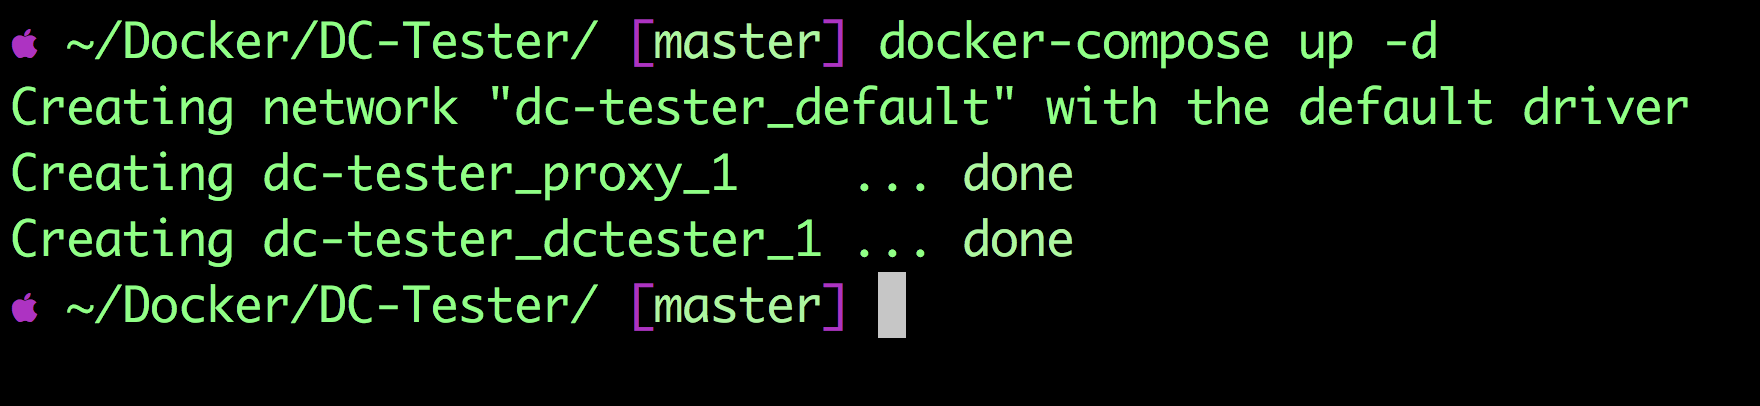 ~/Docker/DC-Tester/ [master] docker-compose up -d
Creating network "dc-tester_default" with the default driver
Creating dc-tester_proxy_1    ... done
Creating dc-tester_dctester_1 ... done
~/Docker/DC-Tester/ [master]